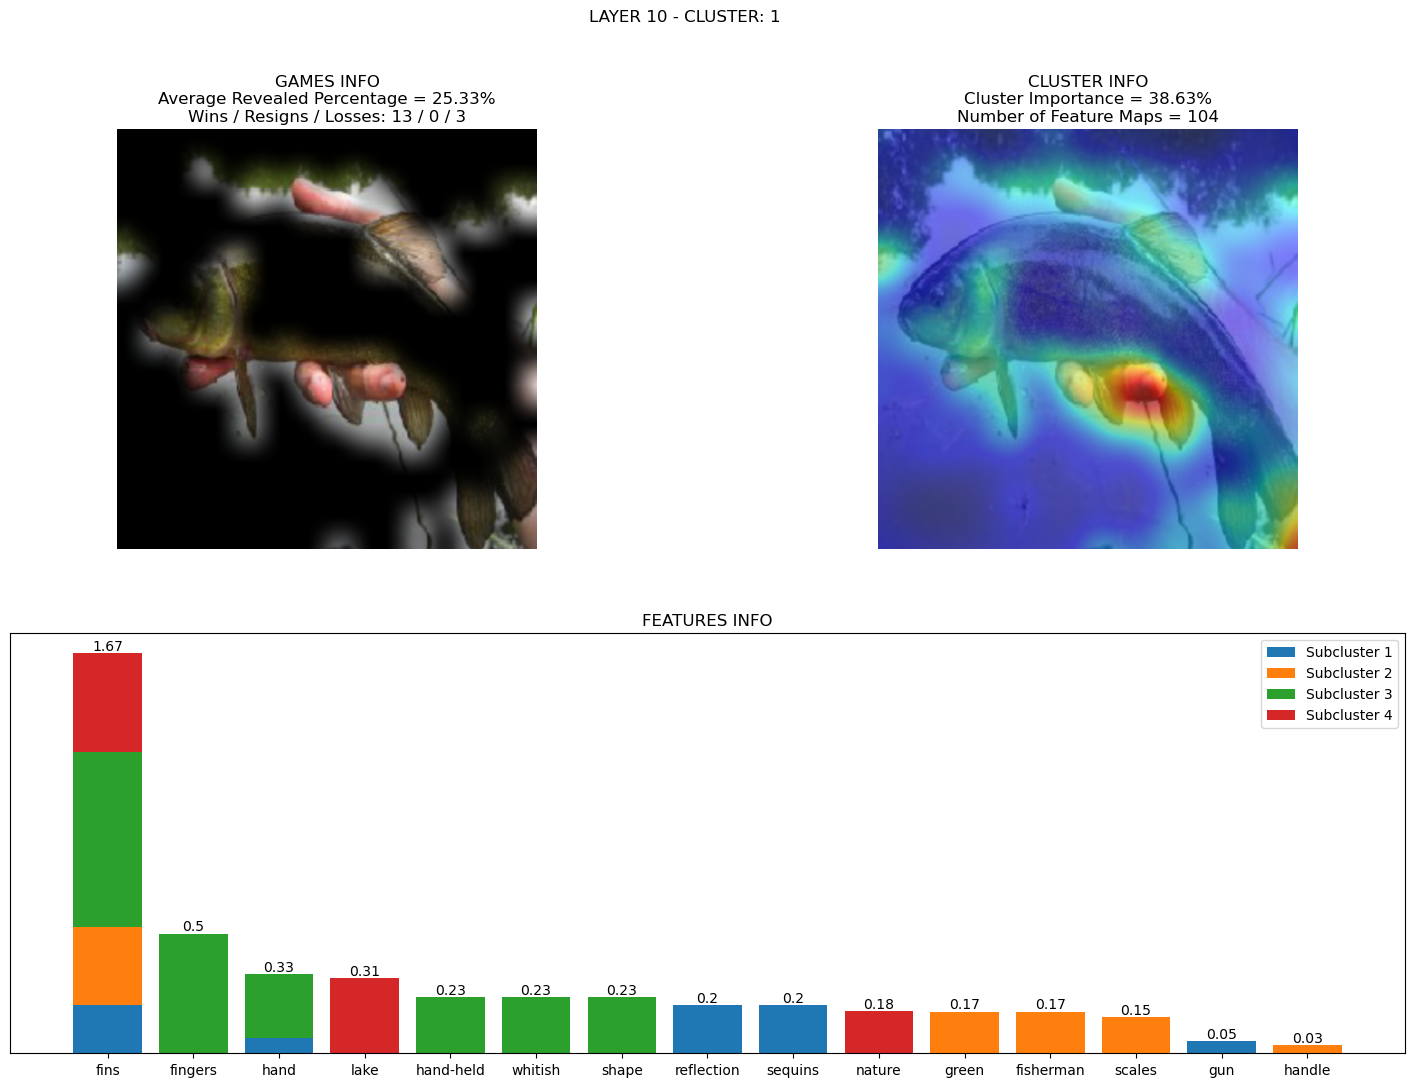 LAYER 10 - CLUSTER: 1
GAMES INFO
Average Revealed Percentage = 25.33%
Wins / Resigns / Losses: 13 / 0 / 3
CLUSTER INFO
Cluster Importance = 38.63%
Number of Feature Maps = 104
FEATURES INFO
Subcluster 1
Subcluster 2
Subcluster 3
Subcluster 4
1.67
0.5
0.33
0.31
0.23
0.23
0.23
0.2
0.2
0.18
0.17
0.17
0.15
0.05
0.03
fins
fingers
hand
lake
hand-held
whitish
shape
reflection
sequins
nature
green
fisherman
scales
gun
handle